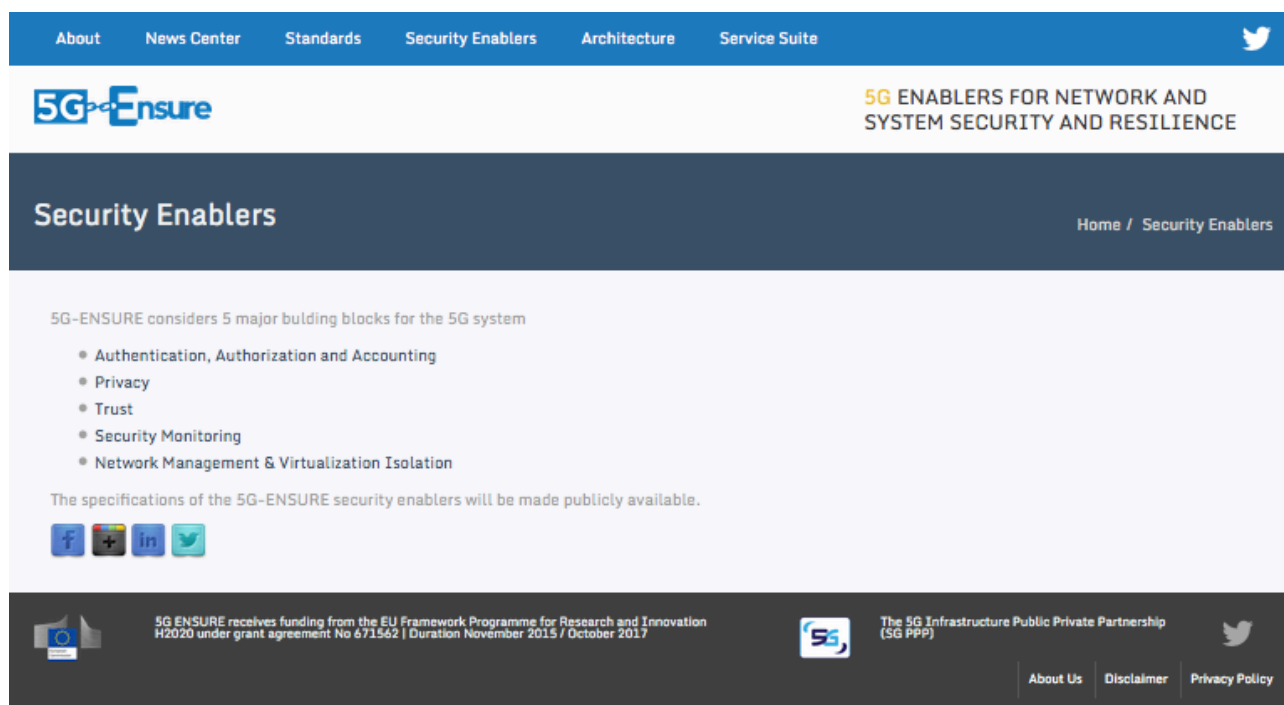 About News Center Standards Security Enablers Architecture Service Suite
5G Ensure
5G ENABLERS FOR NETWORK AND
SYSTEM SECURITY AND RESILIENCE
Security Enablers
Home / Security Enablers
5G-ENSURE considers 5 major bulding blocks for the 5G system
Authentication, Authorization and Accounting
Privacy
Trust
Security Monitoring
Network Management & Virtualization Isolation
The specifications of the 5G-ENSURE security enablers will be made publicly available.
f + in
5G ENSURE receives funding from the EU Framework Programme for Research and Innovation
H2020 under grant agreement No 671562 | Duration November 2015 / October 2017
5G
The 5G Infrastructure Public Private Partnership
(5G PPP)
About Us Disclaimer Privacy Policy